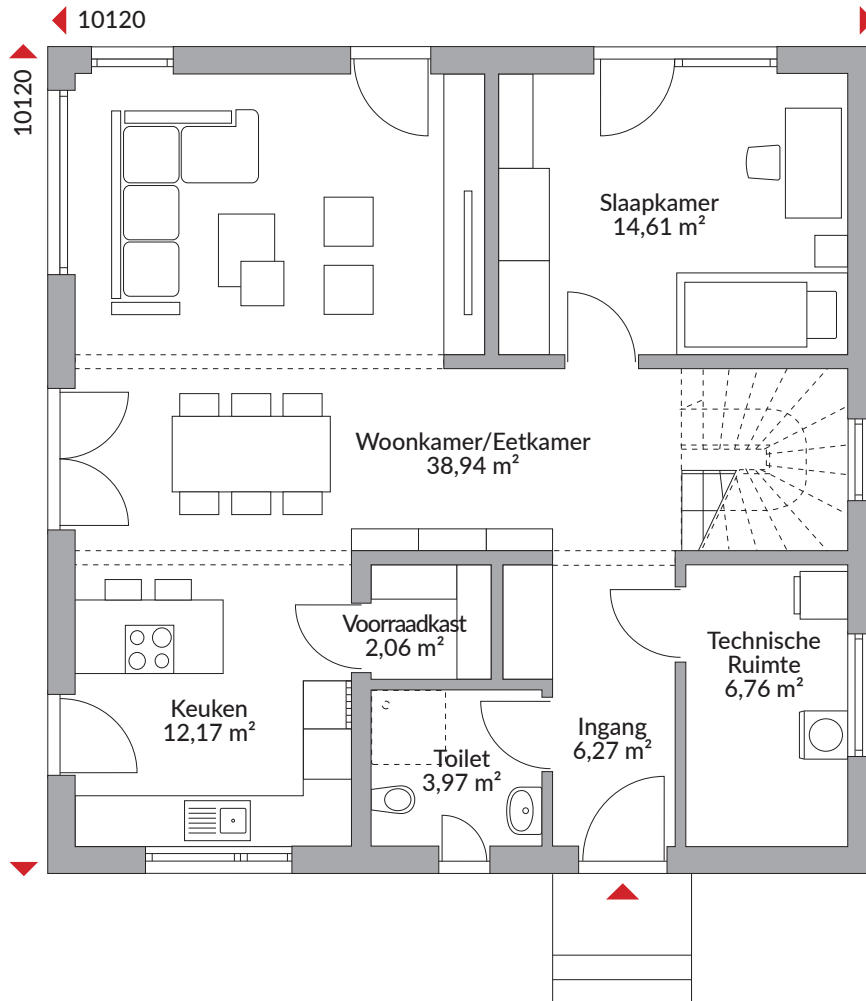 10120
10120
Slaapkamer
14,61 m²
Woonkamer/Eetkamer
38,94 m²
Voorraadkast
2,06 m²
Technische
Ruimte
6,76 m²
Keuken
12,17 m²
Ingang
6,27 m²
Toilet
3,97 m²